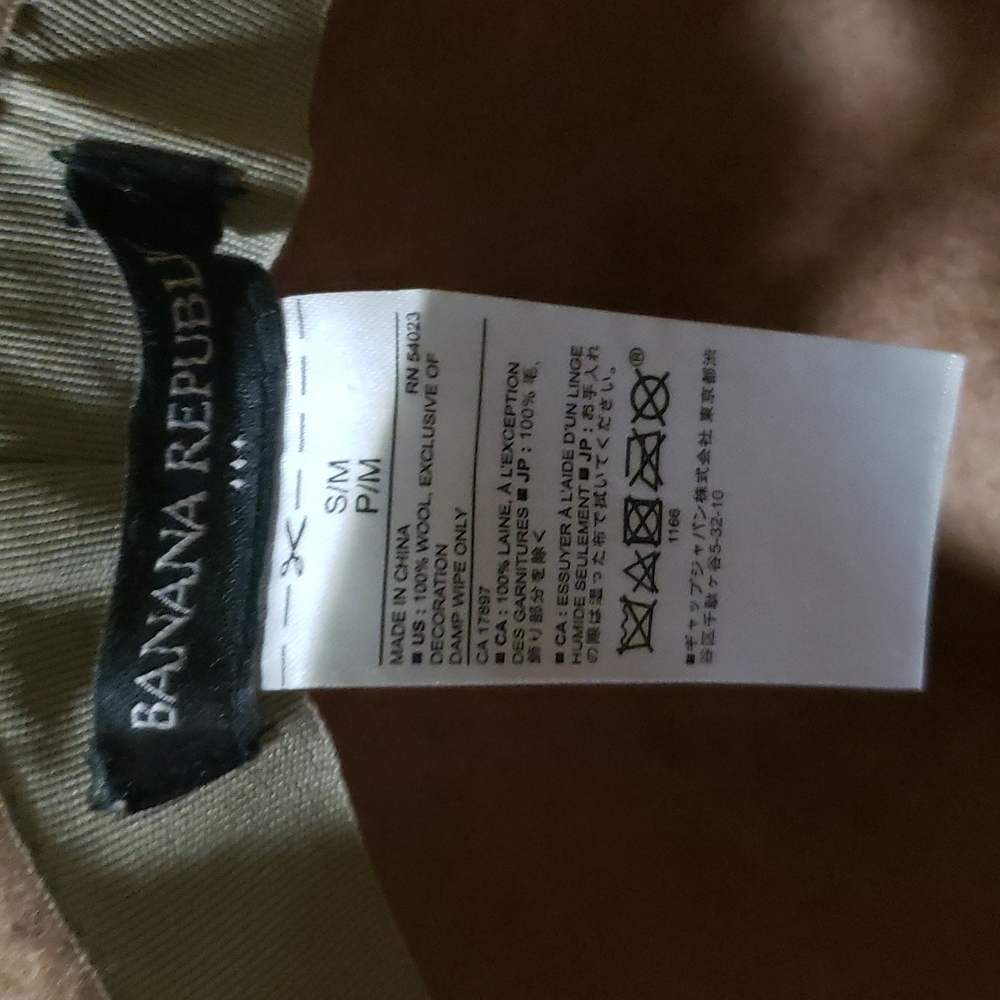 BANANA REPUBLI
S/M
P/M
MADE IN CHINA RN 54023
■ US : 100% WOOL, EXCLUSIVE OF
DECORATION
DAMP WIPE ONLY
CA 17897
■ CA : 100% LAINE, À L'EXCEPTION
DES GARNITURES ■ JP : 100% 毛,
飾り部分を除く
■ CA : ESSUYER À L'AIDE D'UN LINGE
HUMIDE SEULEMENT ■ JP : お手入れ
の際は湿った布で拭いてください。
®
1166
■ギャップジャパン株式会社 東京都渋
谷区千駄ヶ谷5-32-10